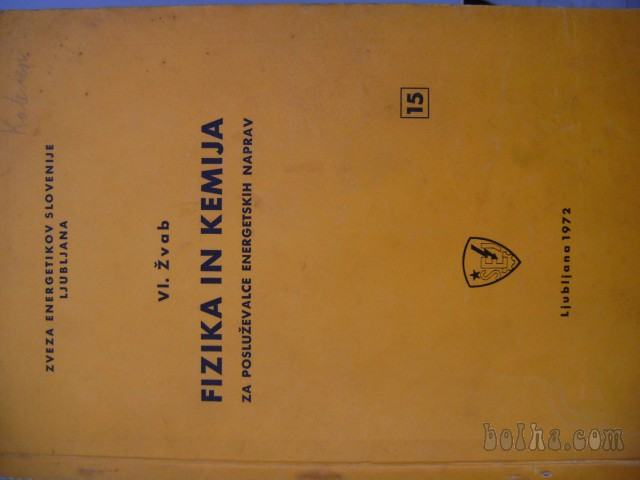 ZVEZA ENERGETIKOV SLOVENIJE
LJUBLJANA
Vl. Žvab
FIZIKA IN KEMIJA
ZA POSLUŽEVALCE ENERGETSKIH NAPRAV
15
Ljubljana 1972
bolha.com